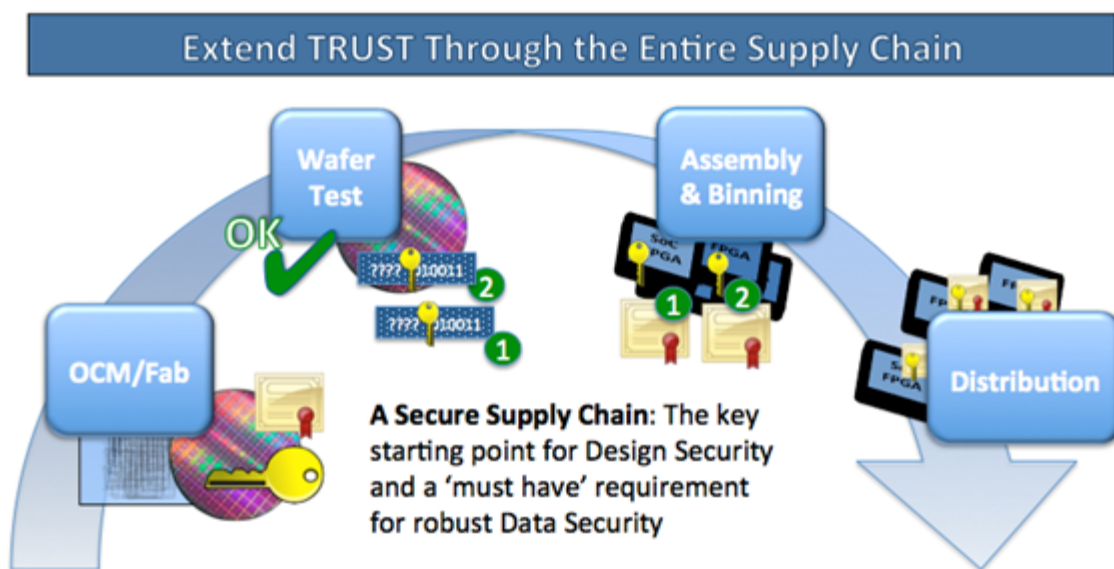 Extend TRUST Through the Entire Supply Chain
Wafer
Test
Assembly
& Binning
OK
SoC
FPGA
FPGA
???? 010011
2
???? 010011
1
1
2
OCM/Fab
Distribution
FPGA
A Secure Supply Chain: The key
starting point for Design Security
and a ‘must have’ requirement
for robust Data Security